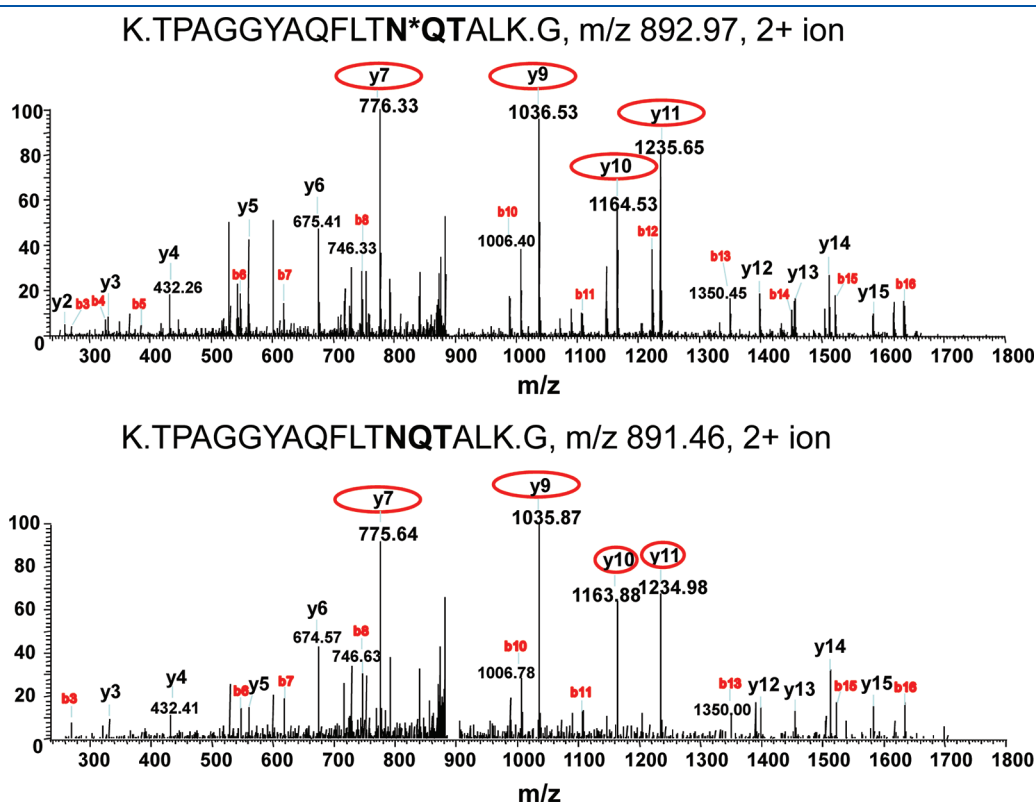 K.TPAGGYAQFLTN*QTALK.G, m/z 892.97, 2+ ion
y7
776.33
y9
1036.53
y11
1235.65
y10
1164.53
y6
675.41
y5
b8
746.33
b10
1006.40
b12
b13
1350.45
y14
y4
432.26
y3
y2
b3
b4
b5
b6
b7
b11
y12
b14
y13
b15
y15
b16
100
80
60
40
20
0
300 400 500 600 700 800 900 1000 1100 1200 1300 1400 1500 1600 1700 1800
m/z
K.TPAGGYAQFLTNQTALK.G, m/z 891.46, 2+ ion
y7
775.64
y9
1035.87
y10
1163.88
y11
1234.98
y6
674.57
b8
746.63
b10
1006.78
y14
b3
y3
y4
432.41
b6
y5
b7
b11
b13
1350.00
y12
y13
b15
y15
b16
100
80
60
40
20
0
300 400 500 600 700 800 900 1000 1100 1200 1300 1400 1500 1600 1700 1800
m/z